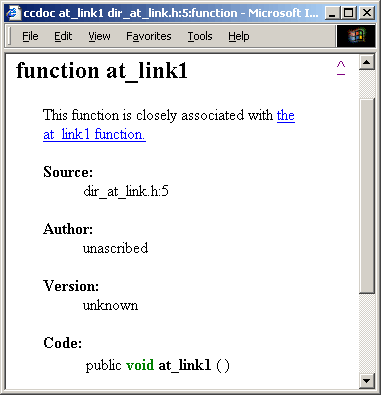 ccdoc at_link1 dir_at_link.h:5:function - Microsoft I...
File Edit View Favorites Tools Help
function at_link1 ^
This function is closely associated with the
at_link1 function.
Source:
dir_at_link.h:5
Author:
unascribed
Version:
unknown
Code:
public void at_link1 ( )